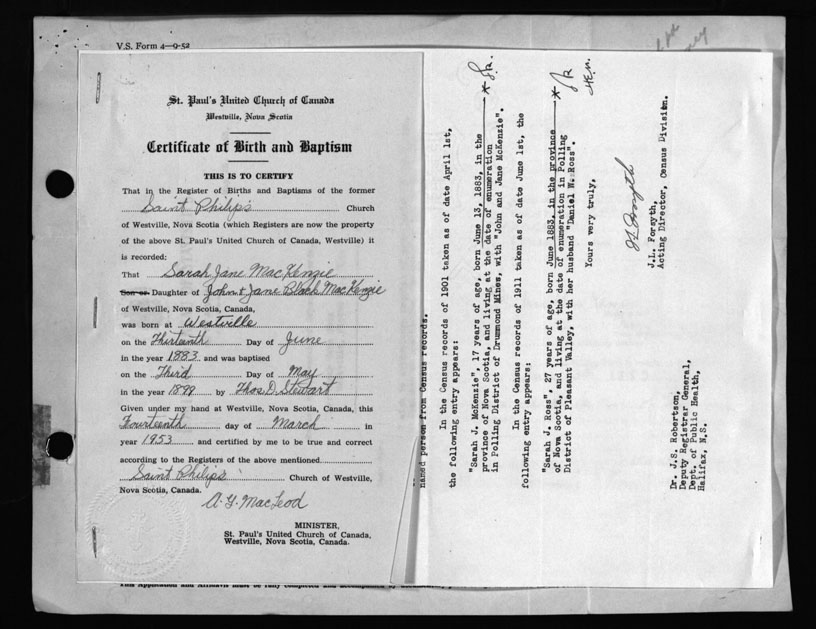 V.S. Form 4—9-52
St. Paul's United Church of Canada
Westville, Nova Scotia
Certificate of Birth and Baptism
THIS IS TO CERTIFY
That in the Register of Births and Baptisms of the former
Saint Philip's Church
of Westville, Nova Scotia (which Registers are now the property
of the above St. Paul's United Church of Canada, Westville) it
is recorded;
That Sarah Jane MacKenzie
Son or Daughter of John & Jane Black MacKenzie
of Westville, Nova Scotia, Canada,
was born at Westville
on the Thirteenth Day of June
in the year 1883 and was baptised
on the Third Day of May
in the year 1899 by Thos. D. Stewart
Given under my hand at Westville, Nova Scotia, Canada, this
Fourteenth day of March in
year 1953 and certified by me to be true and correct
according to the Registers of the above mentioned
Saint Philips' Church of Westville,
Nova Scotia, Canada.
A. Y. MacLeod
MINISTER,
St. Paul's United Church of Canada,
Westville, Nova Scotia, Canada.
This Application and Affidavit must be fully completed and accompanied
named person from Census records.
In the Census records of 1901 taken as of date April 1st,
the following entry appears:
"Sarah J. McKenzie", 17 years of age, born June 13, 1883, in the
province of Nova Scotia, and living at the date of enumeration
in Polling District of Drummond Mines, with "John and Jane McKenzie".
In the Census records of 1911 taken as of date June 1st, the
following entry appears:
"Sarah J. Ross", 27 years of age, born June 1883, in the province
of Nova Scotia, and living at the date of enumeration in Polling
District of Pleasant Valley, with her husband "Daniel W. Ross".
Yours very truly,
J.L. Forsyth,
Acting Director, Census Division.
Dr. J.S. Robertson,
Deputy Registrar General,
Dept. of Public Health,
Halifax, N.S.